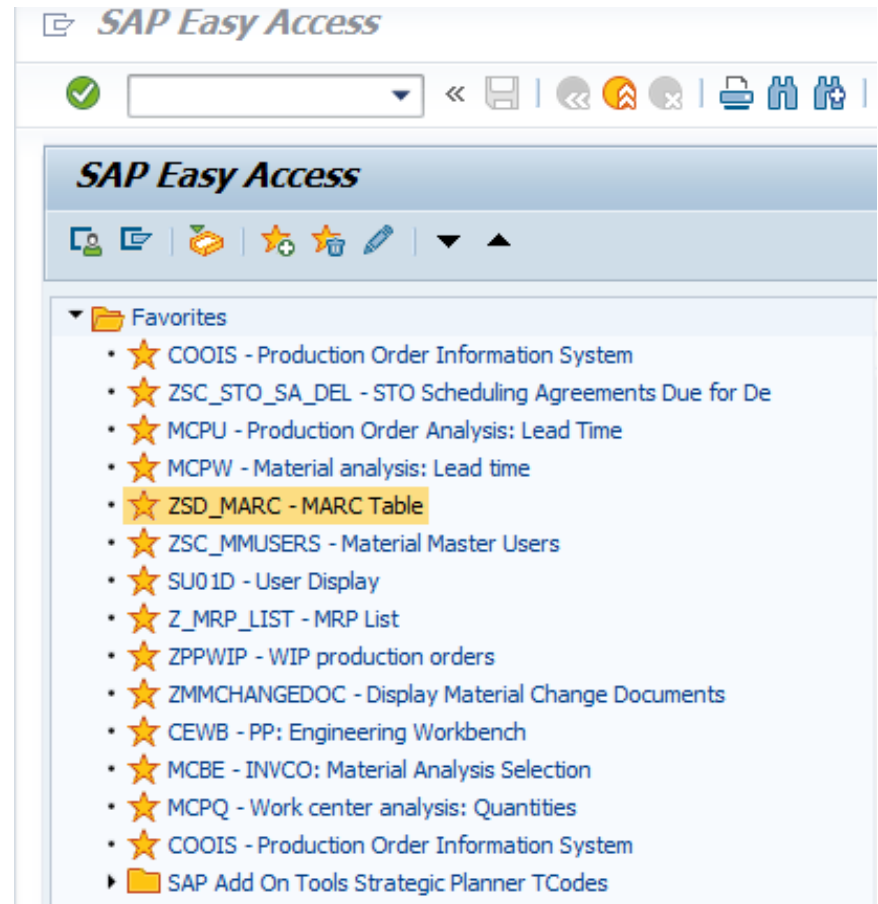 SAP Easy Access
SAP Easy Access
Favorites
COOIS - Production Order Information System
ZSC_STO_SA_DEL - STO Scheduling Agreements Due for De
MCPU - Production Order Analysis: Lead Time
MCPW - Material analysis: Lead time
ZSD_MARC - MARC Table
ZSC_MMUSERS - Material Master Users
SU01D - User Display
Z_MRP_LIST - MRP List
ZPPWIP - WIP production orders
ZMMCHANGEDOC - Display Material Change Documents
CEWB - PP: Engineering Workbench
MCBE - INVCO: Material Analysis Selection
MCPQ - Work center analysis: Quantities
COOIS - Production Order Information System
SAP Add On Tools Strategic Planner TCodes